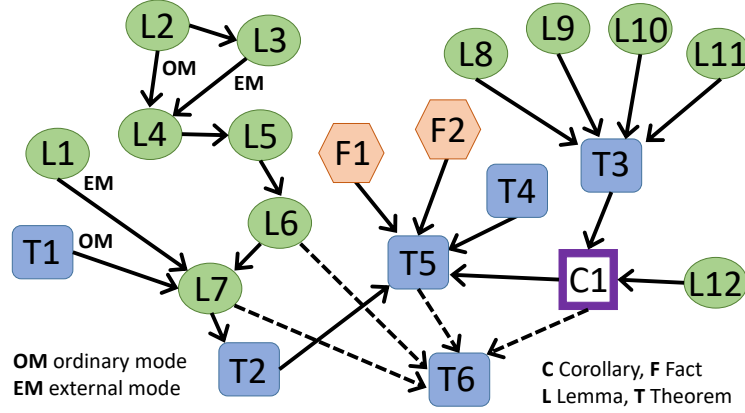 L2
L3
L9
L10
L8
L11
OM
EM
L4
L5
F1
F2
T3
L1
EM
T4
L6
T1
OM
T5
C1
L12
L7
T2
T6
OM ordinary mode
EM external mode
C Corollary, F Fact
L Lemma, T Theorem